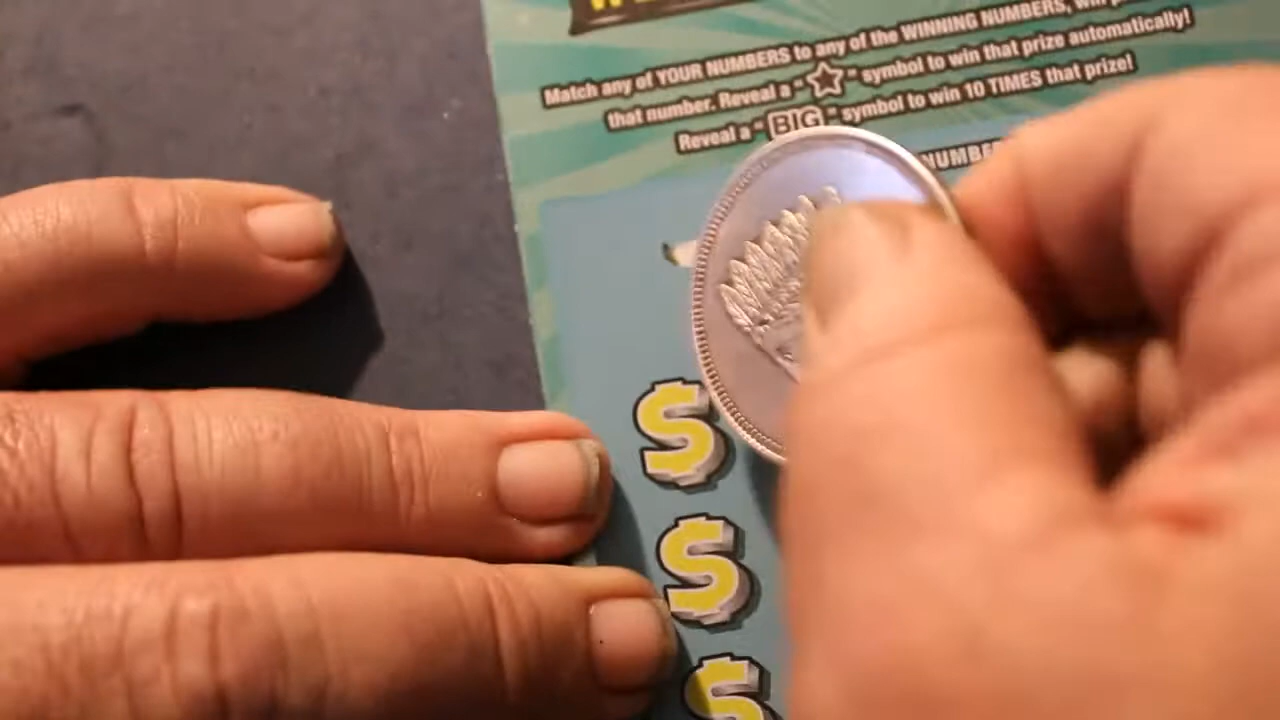 Match any of YOUR NUMBERS to any of the WINNING NUMBERS, win
that number. Reveal a "☆" symbol to win that prize automatically!
Reveal a "BIG" symbol to win 10 TIMES that prize!
$
$
$